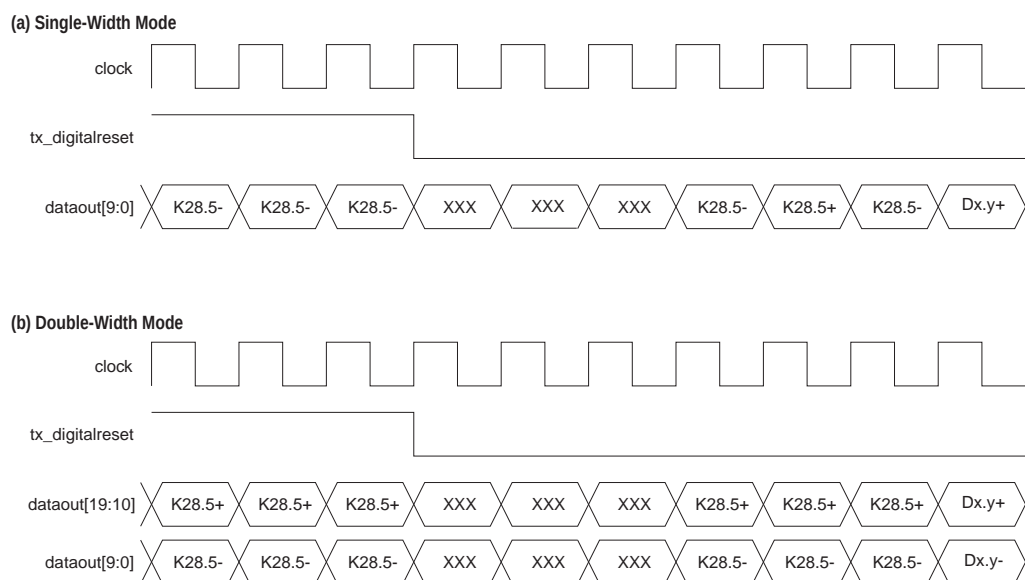 (a) Single-Width Mode
clock
tx_digitalreset
dataout[9:0] K28.5- K28.5- K28.5- XXX XXX XXX K28.5- K28.5+ K28.5- Dx.y+
(b) Double-Width Mode
clock
tx_digitalreset
dataout[19:10] K28.5+ K28.5+ K28.5+ XXX XXX XXX K28.5+ K28.5+ K28.5+ Dx.y+
dataout[9:0] K28.5- K28.5- K28.5- XXX XXX XXX K28.5- K28.5- K28.5- Dx.y-